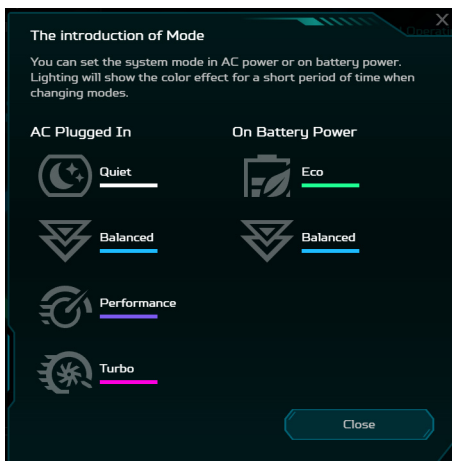 The introduction of Mode
You can set the system mode in AC power or on battery power.
Lighting will show the color effect for a short period of time when
changing modes.
AC Plugged In
On Battery Power
Quiet
Eco
Balanced
Balanced
Performance
Turbo
Close